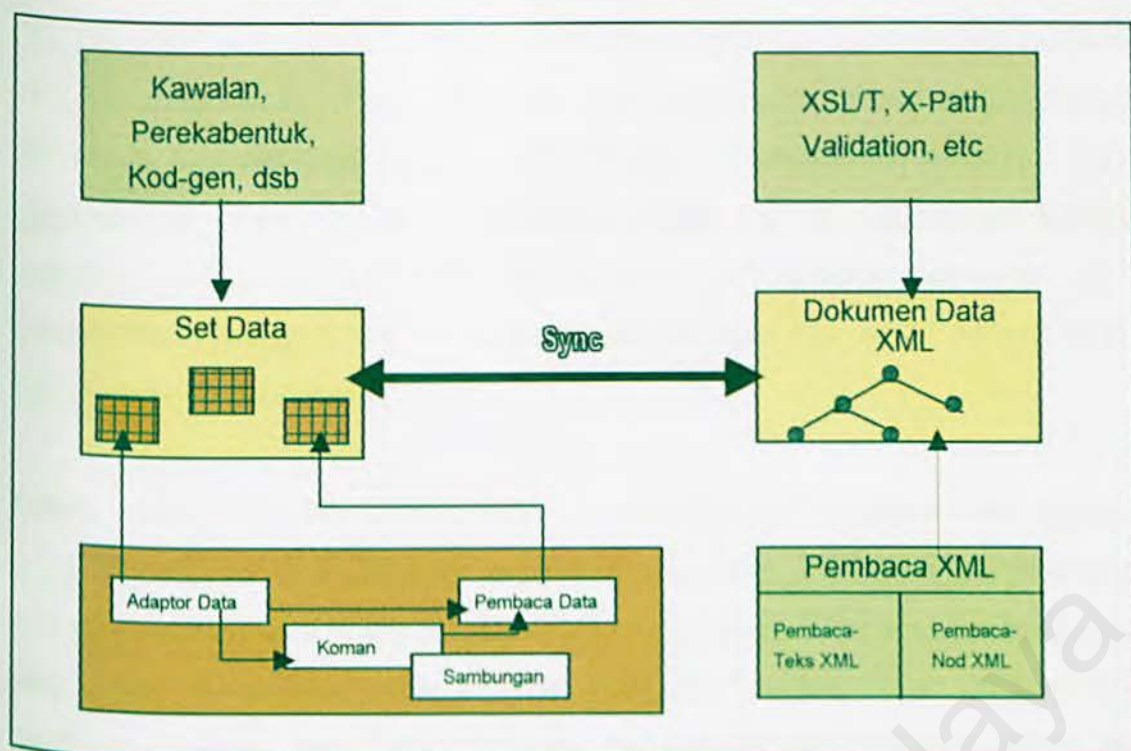 Kawalan,
Perekabentuk,
Kod-gen, dsb
XSL/T, X-Path
Validation, etc
Set Data
Sync
Dokumen Data
XML
Adaptor Data
Pembaca Data
Koman
Sambungan
Pembaca XML
Pembaca-
Teks XML
Pembaca-
Nod XML
laya